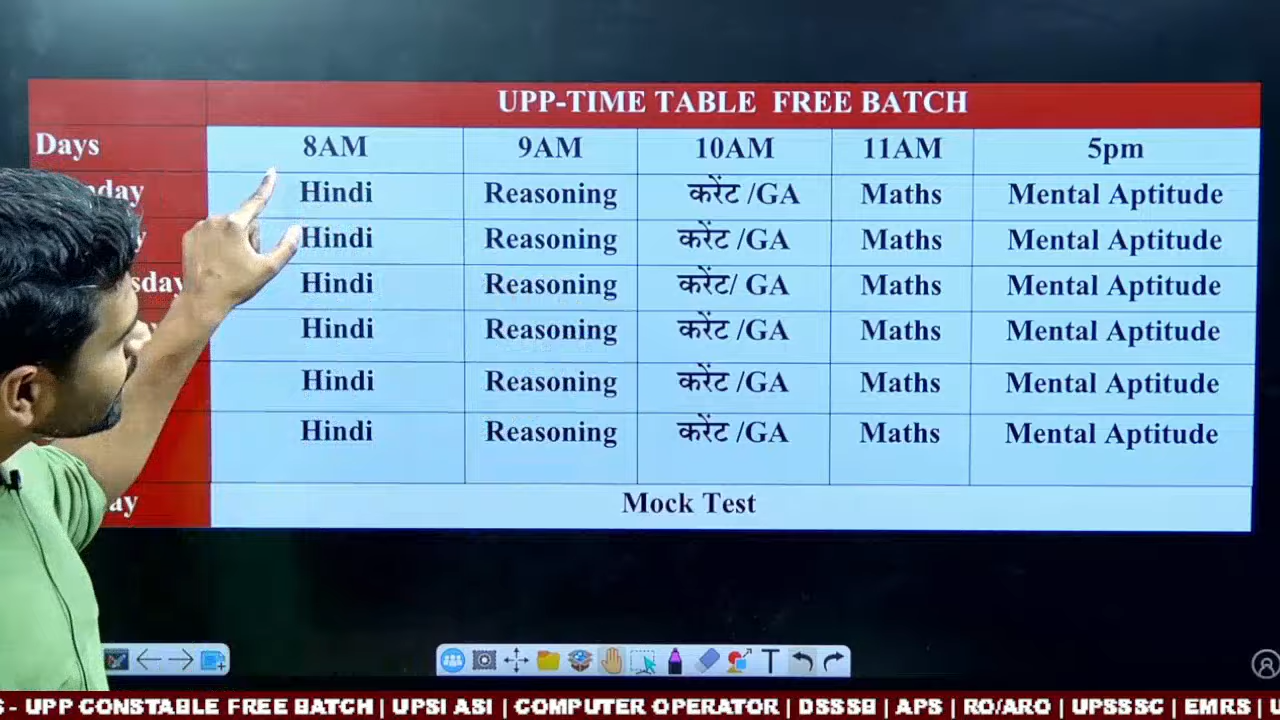 UPP-TIME TABLE FREE BATCH
Days 8AM 9AM 10AM 11AM 5pm
Hindi Reasoning करेंट /GA Maths Mental Aptitude
Hindi Reasoning करेंट /GA Maths Mental Aptitude
Hindi Reasoning करेंट/ GA Maths Mental Aptitude
Hindi Reasoning करेंट /GA Maths Mental Aptitude
Hindi Reasoning करेंट /GA Maths Mental Aptitude
Hindi Reasoning करेंट /GA Maths Mental Aptitude
Mock Test
- UPP CONSTABLE FREE BATCH | UPSI ASI | COMPUTER OPERATOR | DSSSB | APS | RO/ARO | UPSSSC | EMRS |